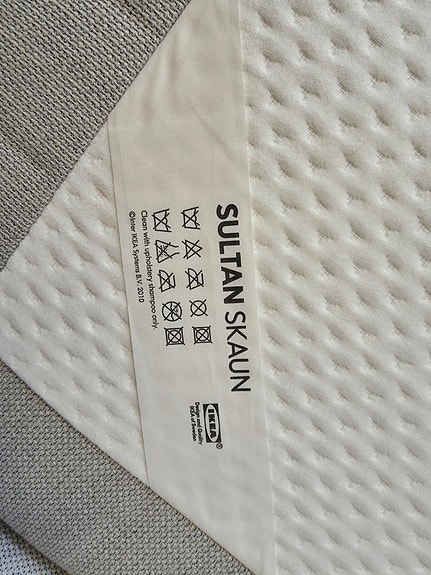 SULTAN SKAUN
IKEA®
Design and Quality
IKEA of Sweden
Clean with upholstery shampoo only.
©Inter IKEA Systems B.V. 2010